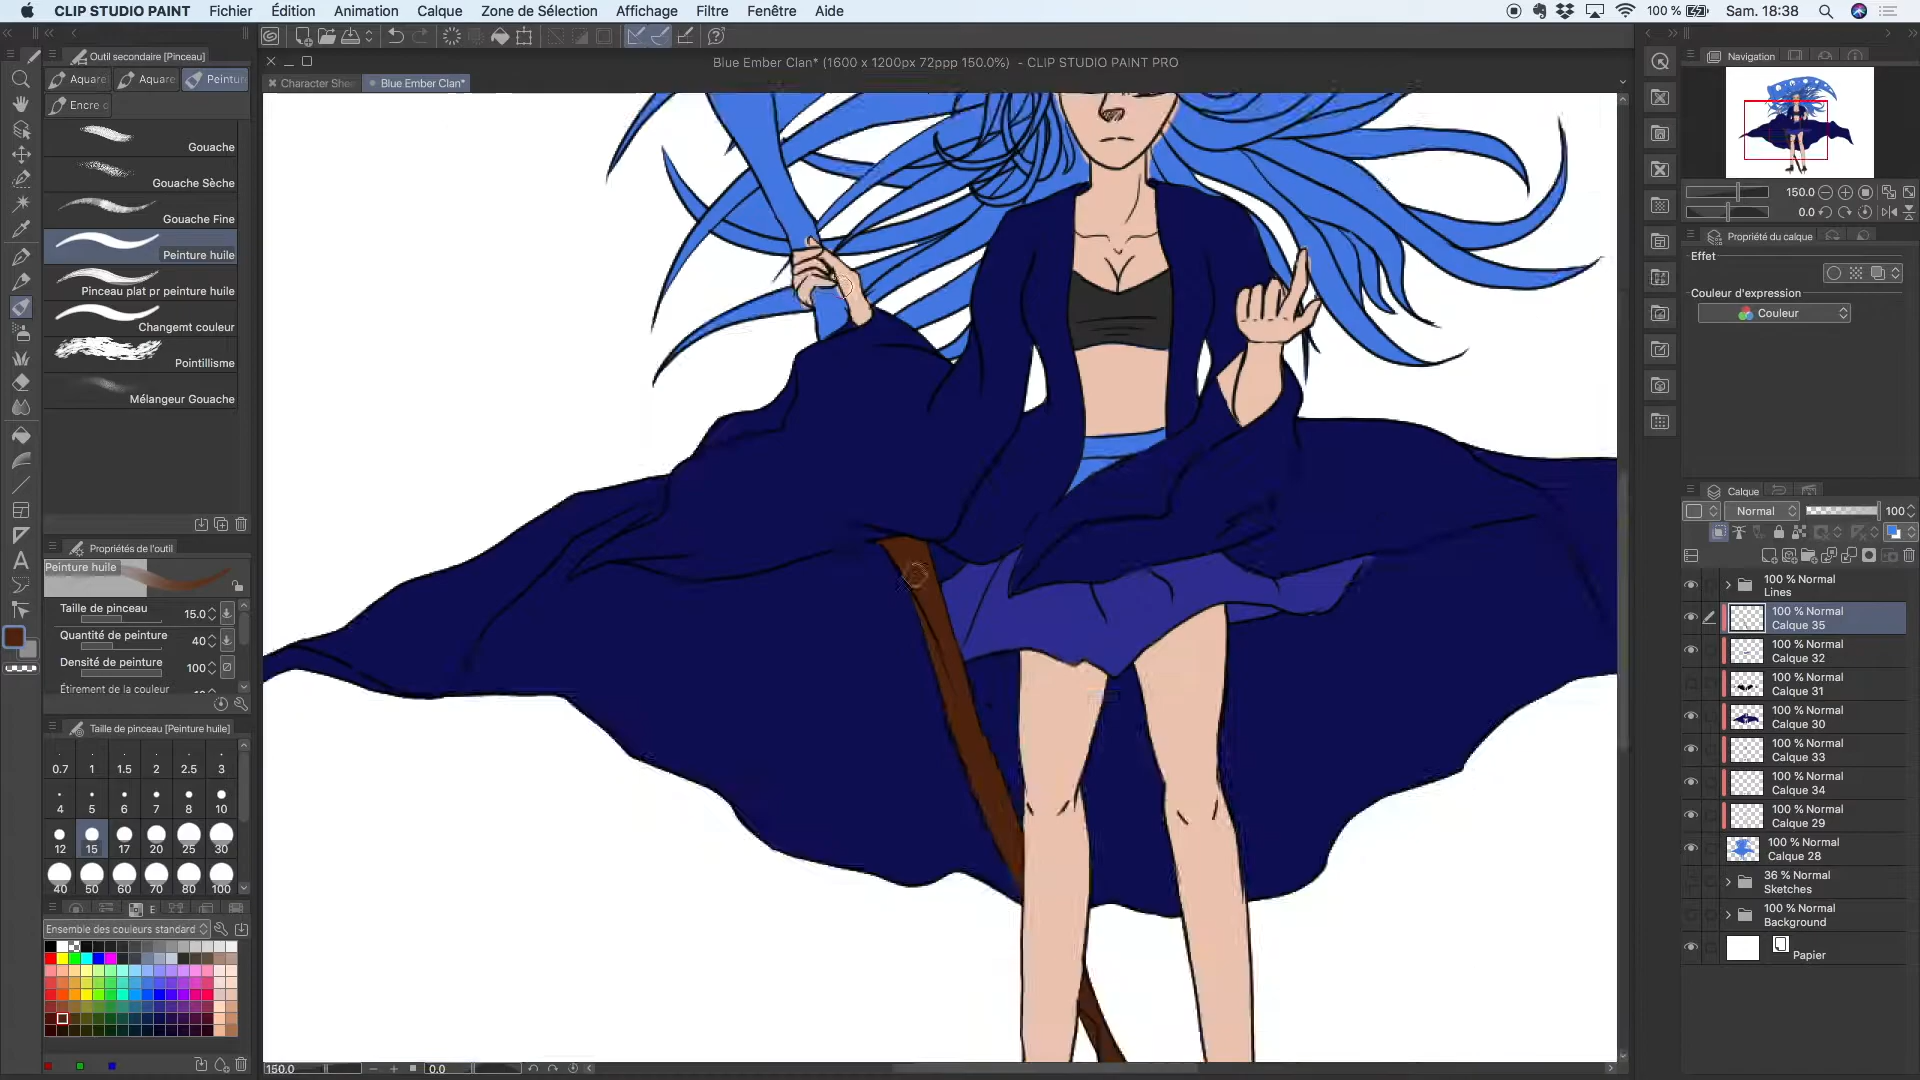 CLIP STUDIO PAINT Fichier Édition Animation Calque Zone de Sélection Affichage Filtre Fenêtre Aide 100 % Sam. 18:38
Blue Ember Clan* (1600 x 1200px 72ppp 150.0%) - CLIP STUDIO PAINT PRO
Character She
Blue Ember Clan*
Outil secondaire [Pinceau]
Aquare
Aquare
Peintur
Encre c
Gouache
Gouache Sèche
Gouache Fine
Peinture huile
Pinceau plat pr peinture huile
Changemt couleur
Pointillisme
Mélangeur Gouache
Propriétés de l'outil
Peinture huile
Taille de pinceau 15.0
Quantité de peinture 40
Densité de peinture 100
Étirement de la couleur
Taille de pinceau [Peinture huile]
0.7 1 1.5 2 2.5 3
4 5 6 7 8 10
12 15 17 20 25 30
40 50 60 70 80 100
E
Ensemble des couleurs standard
150.0
0.0
Navigation
150.0
0.0
Propriété du calque
Effet
Couleur d'expression
Couleur
Calque
Normal 100
100 % Normal
Lines
100 % Normal
Calque 35
100 % Normal
Calque 32
100 % Normal
Calque 31
100 % Normal
Calque 30
100 % Normal
Calque 33
100 % Normal
Calque 34
100 % Normal
Calque 29
100 % Normal
Calque 28
36 % Normal
Sketches
100 % Normal
Background
Papier